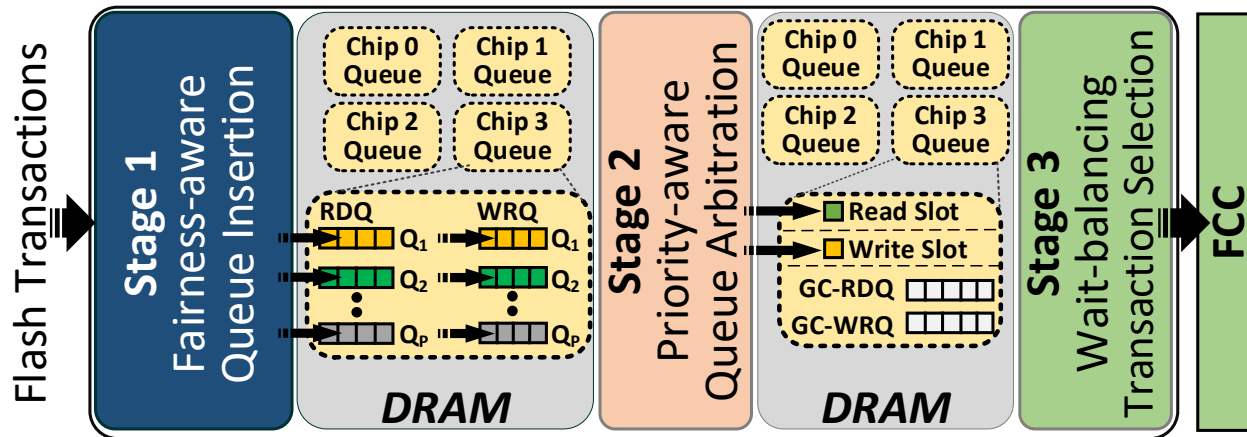 Flash Transactions
Stage 1
Fairness-aware
Queue Insertion
Chip 0
Queue
Chip 1
Queue
Chip 2
Queue
Chip 3
Queue
RDQ WRQ
Q1 Q1
Q2 Q2
QP QP
DRAM
Stage 2
Priority-aware
Queue Arbitration
Chip 0
Queue
Chip 1
Queue
Chip 2
Queue
Chip 3
Queue
Read Slot
Write Slot
GC-RDQ
GC-WRQ
DRAM
Stage 3
Wait-balancing
Transaction Selection
FCC